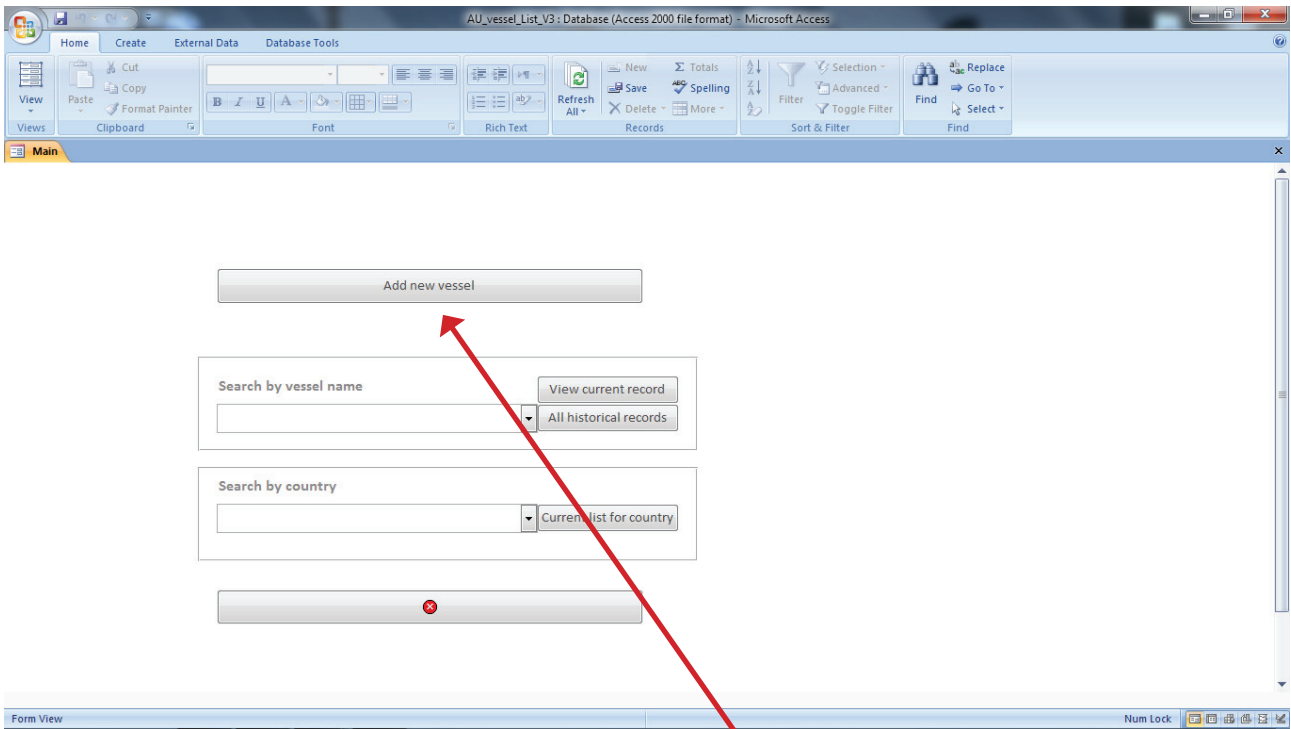 AU_vessel_List_V3 : Database (Access 2000 file format) - Microsoft Access
Home Create External Data Database Tools
View
Views
Paste
Cut
Copy
Format Painter
Clipboard
B I U A
Font
Rich Text
Refresh All
New
Save
Delete
Totals
Spelling
More
Records
Filter
Selection
Advanced
Toggle Filter
Sort & Filter
Find
Replace
Go To
Select
Find
Main
Add new vessel
Search by vessel name
View current record
All historical records
Search by country
Current list for country
Form View
Num Lock